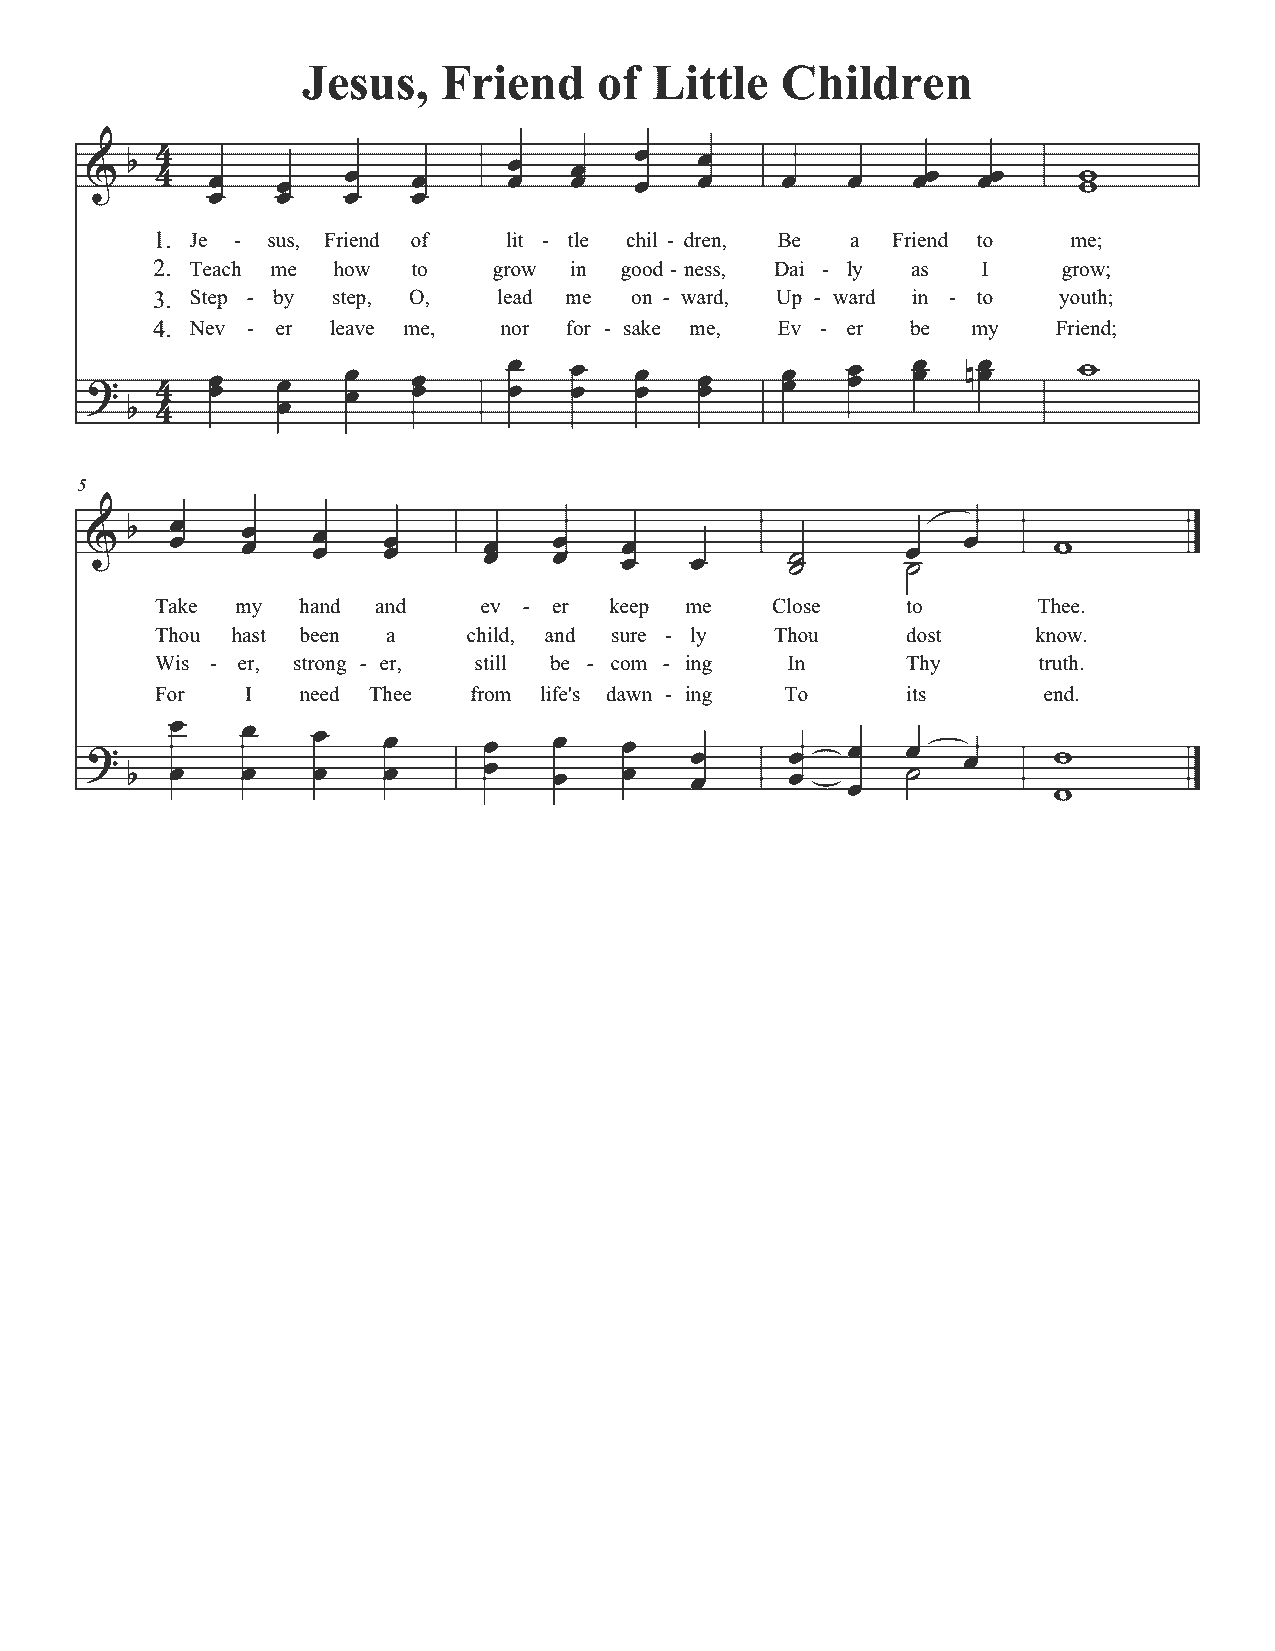 Jesus, Friend of Little Children
4
4
1. Je - sus, Friend of lit - tle chil - dren, Be a Friend to me;
2. Teach me how to grow in good - ness, Dai - ly as I grow;
3. Step - by step, O, lead me on - ward, Up - ward in - to youth;
4. Nev - er leave me, nor for - sake me, Ev - er be my Friend;
4
4
5
Take my hand and ev - er keep me Close to Thee.
Thou hast been a child, and sure - ly Thou dost know.
Wis - er, strong - er, still be - com - ing In Thy truth.
For I need Thee from life's dawn - ing To its end.